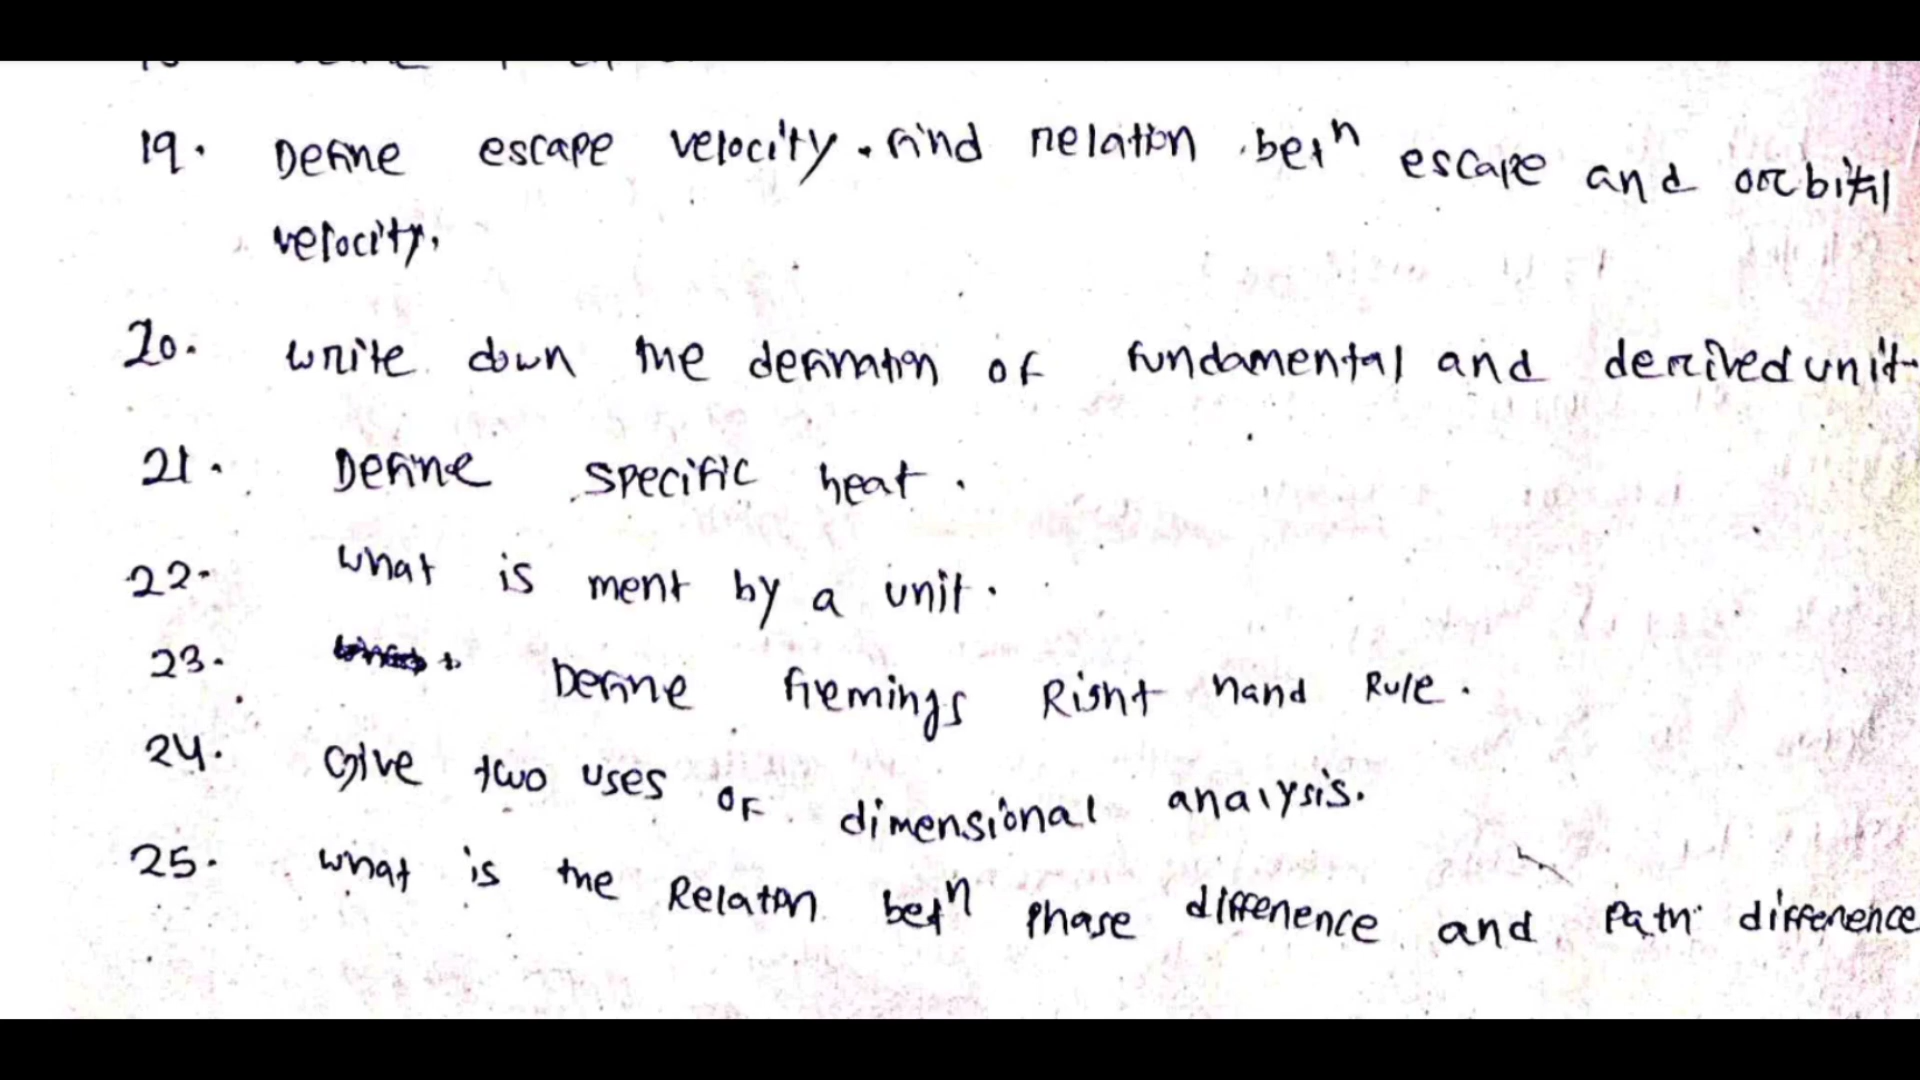 19. Define escape velocity. find relation betn escape and orbital
velocity.
20. write down the defination of fundamental and derived unit
21. Define specific heat.
22. what is ment by a unit.
23. Define flemings Right hand Rule.
24. Give two uses of dimensional analysis.
25. what is the Relation betn phase difference and path difference